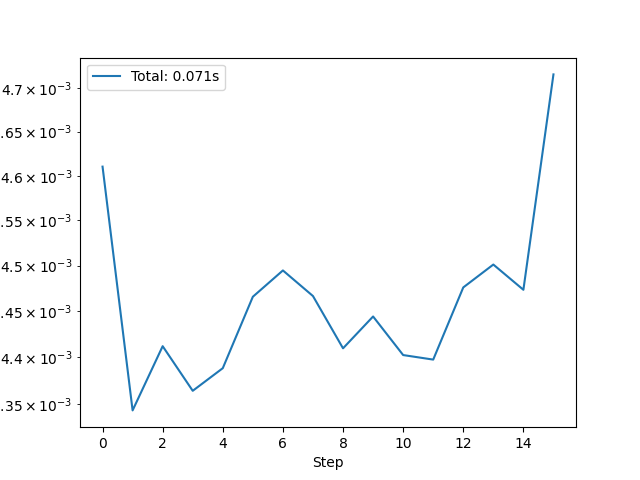 Total: 0.071s
4.7 × 10⁻³
.65 × 10⁻³
4.6 × 10⁻³
.55 × 10⁻³
4.5 × 10⁻³
.45 × 10⁻³
4.4 × 10⁻³
.35 × 10⁻³
0 2 4 6 8 10 12 14
Step